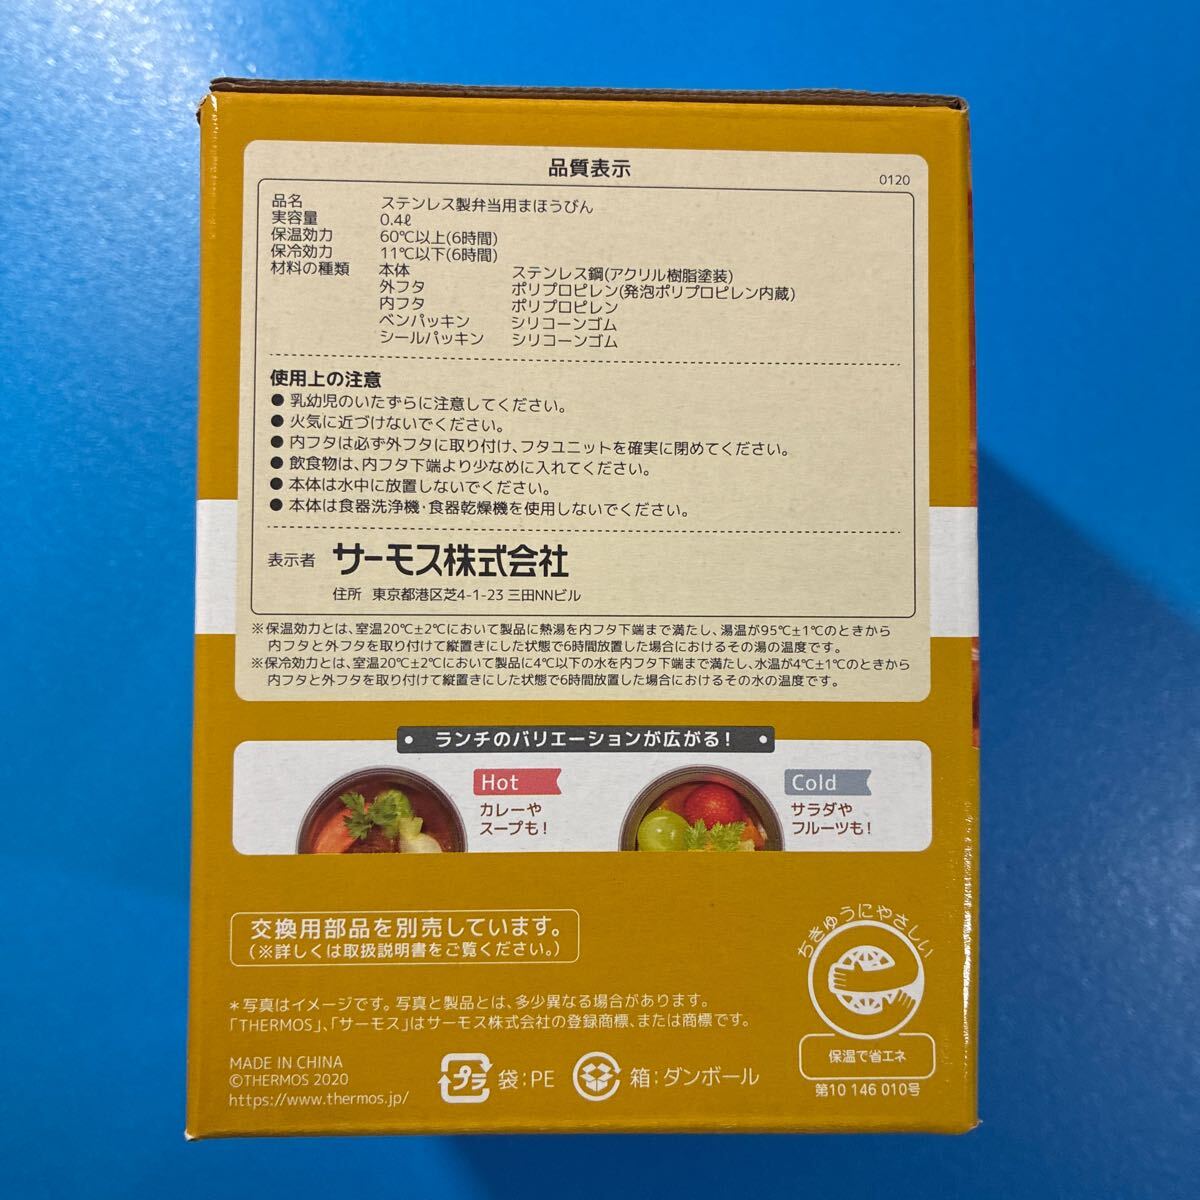 品質表示
0120
品名 ステンレス製弁当用まほうびん
実容量 0.4ℓ
保温効力 60℃以上(6時間)
保冷効力 11℃以下(6時間)
材料の種類 本体 ステンレス鋼(アクリル樹脂塗装)
外フタ ポリプロピレン(発泡ポリプロピレン内蔵)
内フタ ポリプロピレン
ベンパッキン シリコーンゴム
シールパッキン シリコーンゴム
使用上の注意
● 乳幼児のいたずらに注意してください。
● 火気に近づけないでください。
● 内フタは必ず外フタに取り付け、フタユニットを確実に閉めてください。
● 飲食物は、内フタ下端より少なめに入れてください。
● 本体は水中に放置しないでください。
● 本体は食器洗浄機・食器乾燥機を使用しないでください。
表示者 サーモス株式会社
住所 東京都港区芝4-1-23 三田NNビル
※保温効力とは、室温20℃±2℃において製品に熱湯を内フタ下端まで満たし、湯温が95℃±1℃のときから
内フタと外フタを取り付けて縦置きにした状態で6時間放置した場合におけるその湯の温度です。
※保冷効力とは、室温20℃±2℃において製品に4℃以下の水を内フタ下端まで満たし、水温が4℃±1℃のときから
内フタと外フタを取り付けて縦置きにした状態で6時間放置した場合におけるその水の温度です。
• ランチのバリエーションが広がる! •
Hot
カレーや
スープも!
Cold
サラダや
フルーツも!
交換用部品を別売しています。
(※詳しくは取扱説明書をご覧ください。)
ちきゅうにやさしい
保温で省エネ
第10 146 010号
*写真はイメージです。写真と製品とは、多少異なる場合があります。
「THERMOS」、「サーモス」はサーモス株式会社の登録商標、または商標です。
MADE IN CHINA
©THERMOS 2020
https://www.thermos.jp/
プラ 袋:PE
箱:ダンボール